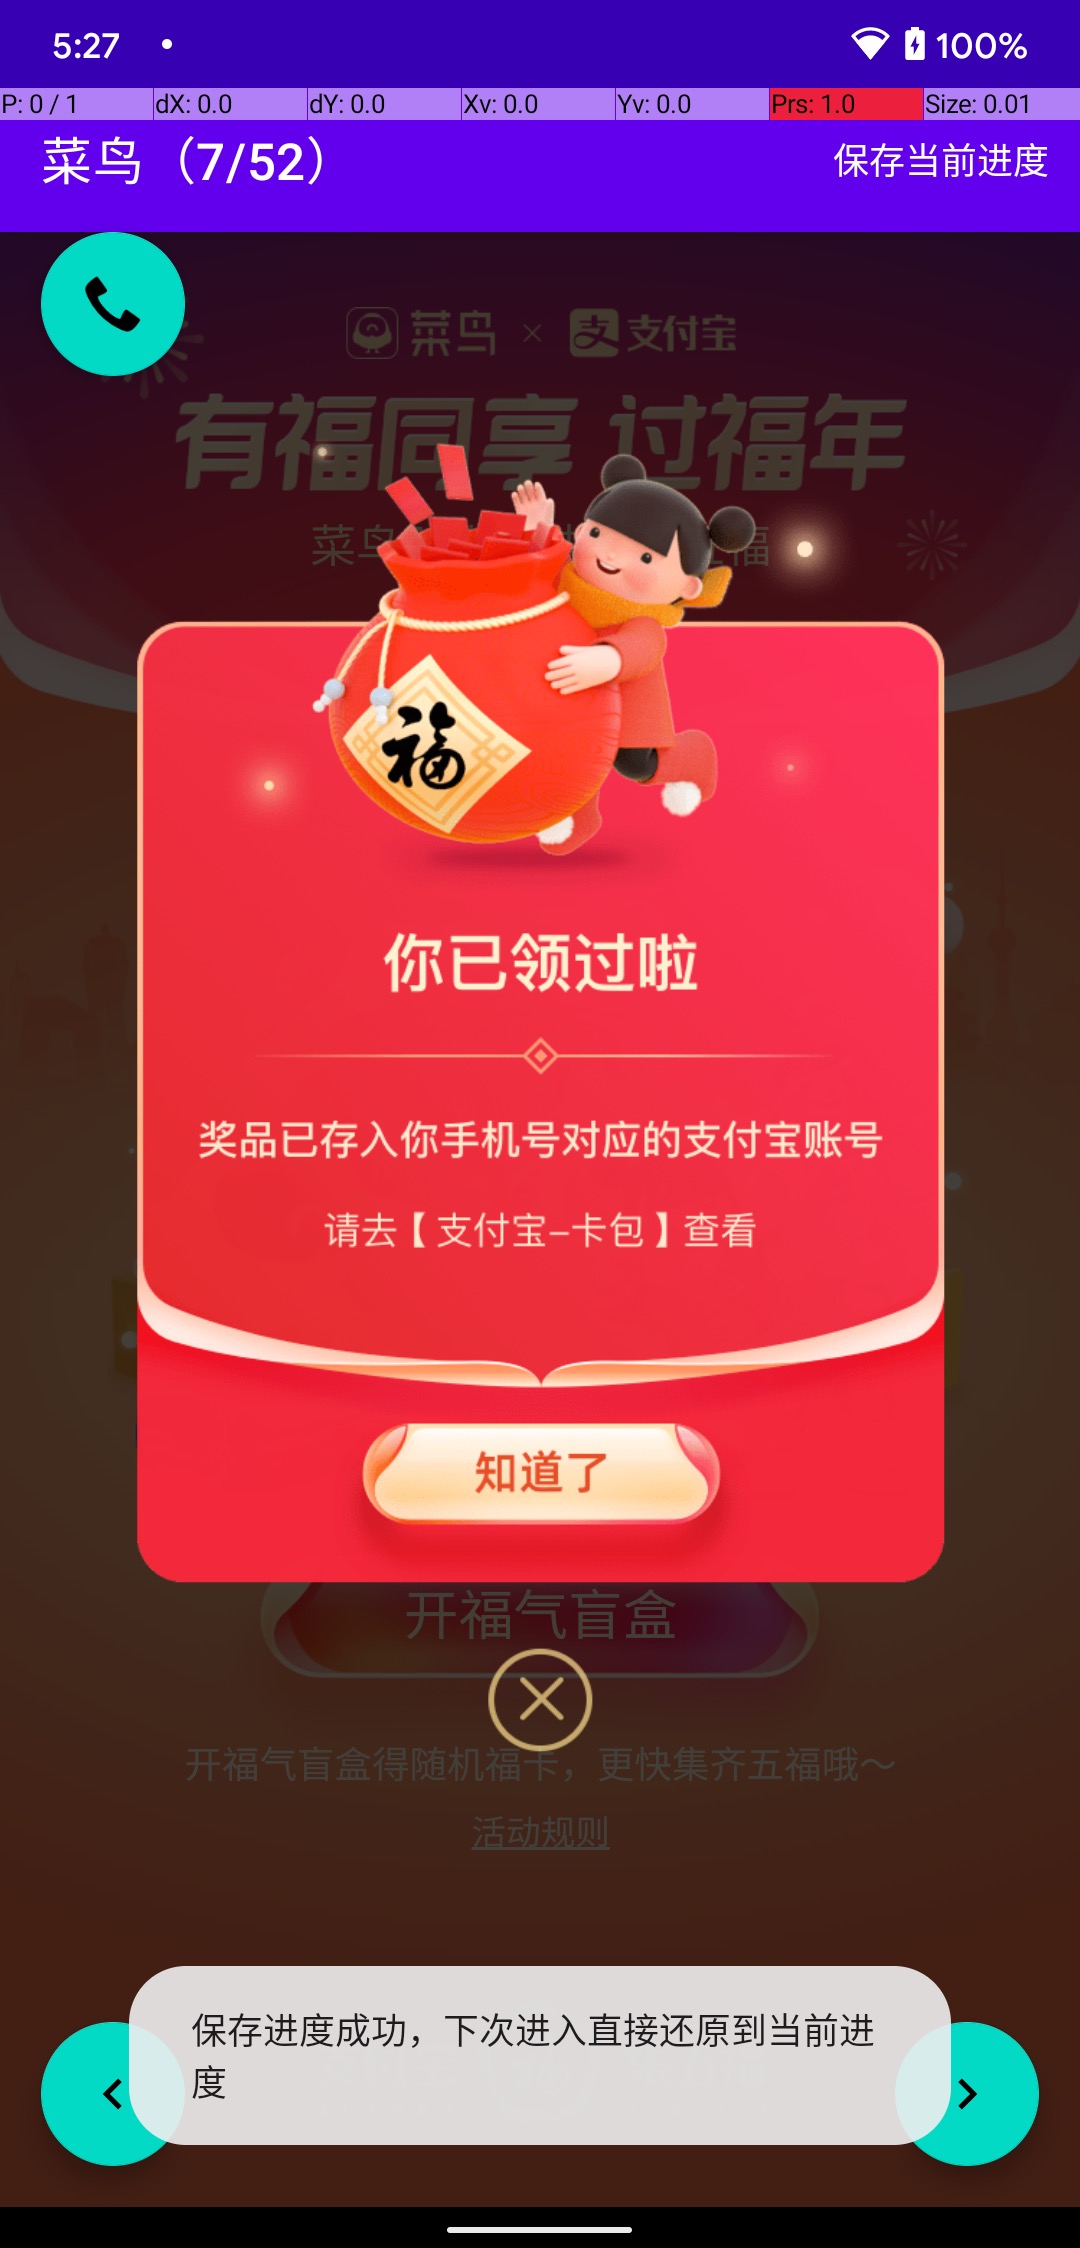 5:27
100%
P: 0 / 1
dX: 0.0
dY: 0.0
Xv: 0.0
Yv: 0.0
Prs: 1.0
Size: 0.01
菜鸟（7/52）
保存当前进度
菜鸟 × 支 支付宝
有福同享 过福年
菜鸟
福
福
你已领过啦
奖品已存入你手机号对应的支付宝账号
请去【支付宝–卡包】查看
知道了
开福气盲盒
开福气盲盒得随机福卡，更快集齐五福哦～
活动规则
保存进度成功，下次进入直接还原到当前进
度